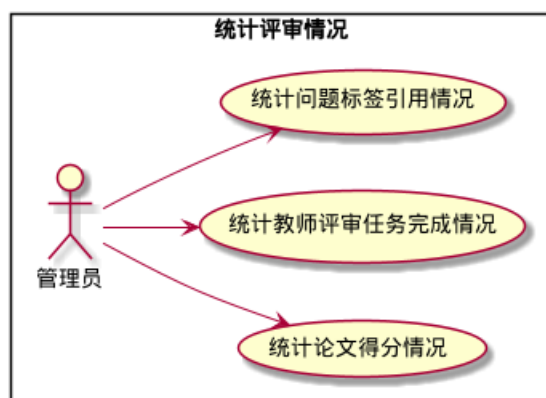 统计评审情况
统计问题标签引用情况
统计教师评审任务完成情况
管理员
统计论文得分情况